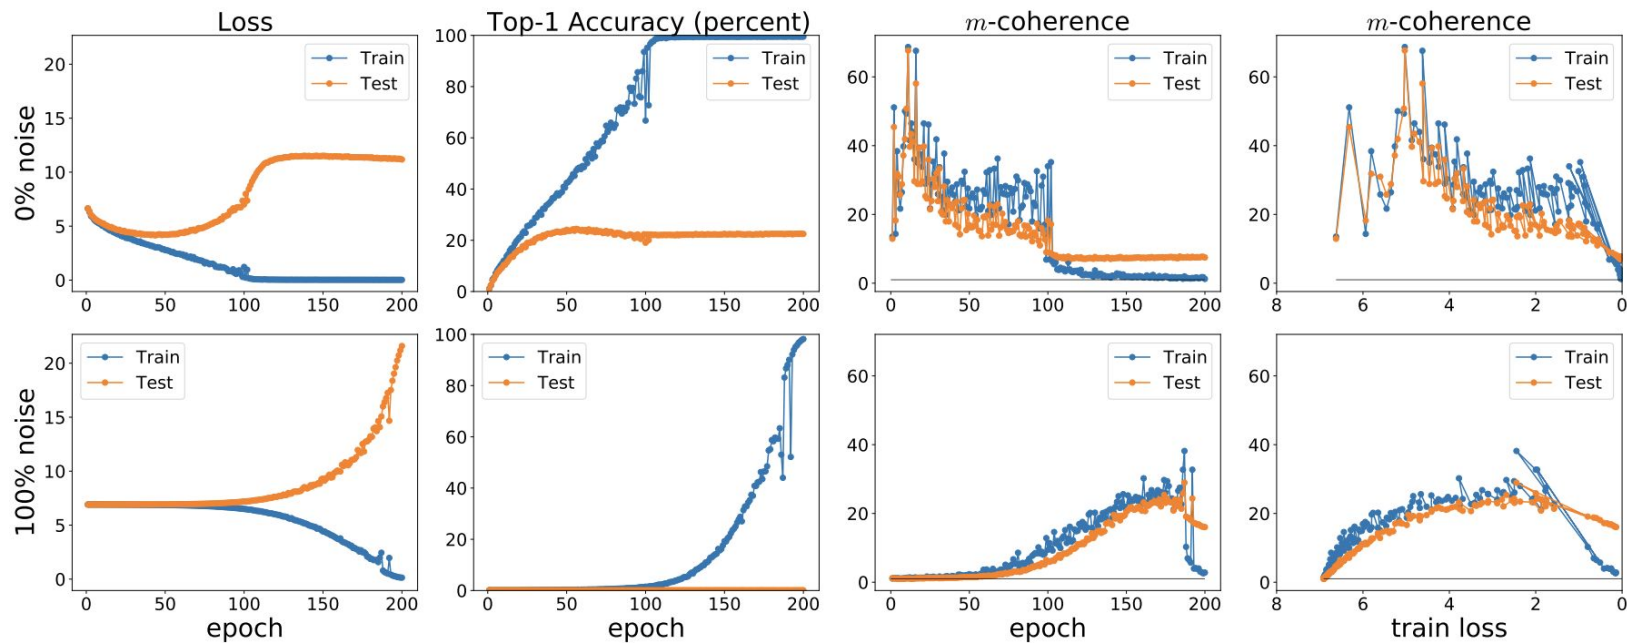 Loss
Top-1 Accuracy (percent)
m-coherence
m-coherence
0% noise
20
15
10
5
0
0 50 100 150 200
Train
Test
100
80
60
40
20
0
0 50 100 150 200
Train
Test
60
40
20
0
0 50 100 150 200
Train
Test
60
40
20
0
8 6 4 2 0
Train
Test
100% noise
20
15
10
5
0
0 50 100 150 200
epoch
Train
Test
100
80
60
40
20
0
0 50 100 150 200
epoch
Train
Test
60
40
20
0
0 50 100 150 200
epoch
Train
Test
60
40
20
0
8 6 4 2 0
train loss
Train
Test